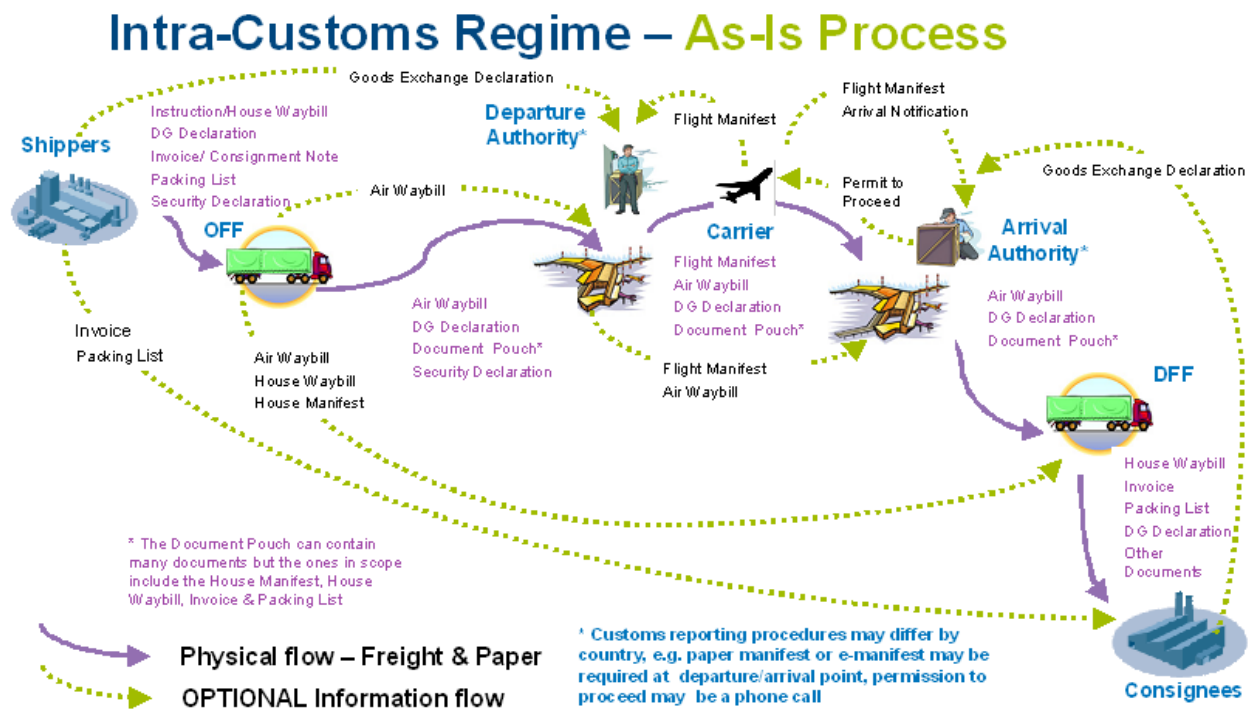 Intra-Customs Regime – As-Is Process
Goods Exchange Declaration
Flight Manifest
Arrival Notification
Instruction/House Waybill
DG Declaration
Invoice/ Consignment Note
Packing List
Security Declaration
Departure
Authority*
Flight Manifest
Shippers
Goods Exchange Declaration
Air Waybill
Permit to
Proceed
OFF
Carrier
Arrival
Authority*
Flight Manifest
Air Waybill
DG Declaration
Document Pouch*
Air Waybill
DG Declaration
Document Pouch*
Security Declaration
Air Waybill
DG Declaration
Document Pouch*
Invoice
Packing List
Air Waybill
House Waybill
House Manifest
Flight Manifest
Air Waybill
DFF
House Waybill
Invoice
Packing List
DG Declaration
Other
Documents
* The Document Pouch can contain
many documents but the ones in scope
include the House Manifest, House
Waybill, Invoice & Packing List
Physical flow – Freight & Paper
OPTIONAL Information flow
* Customs reporting procedures may differ by
country, e.g. paper manifest or e-manifest may be
required at departure/arrival point, permission to
proceed may be a phone call
Consignees